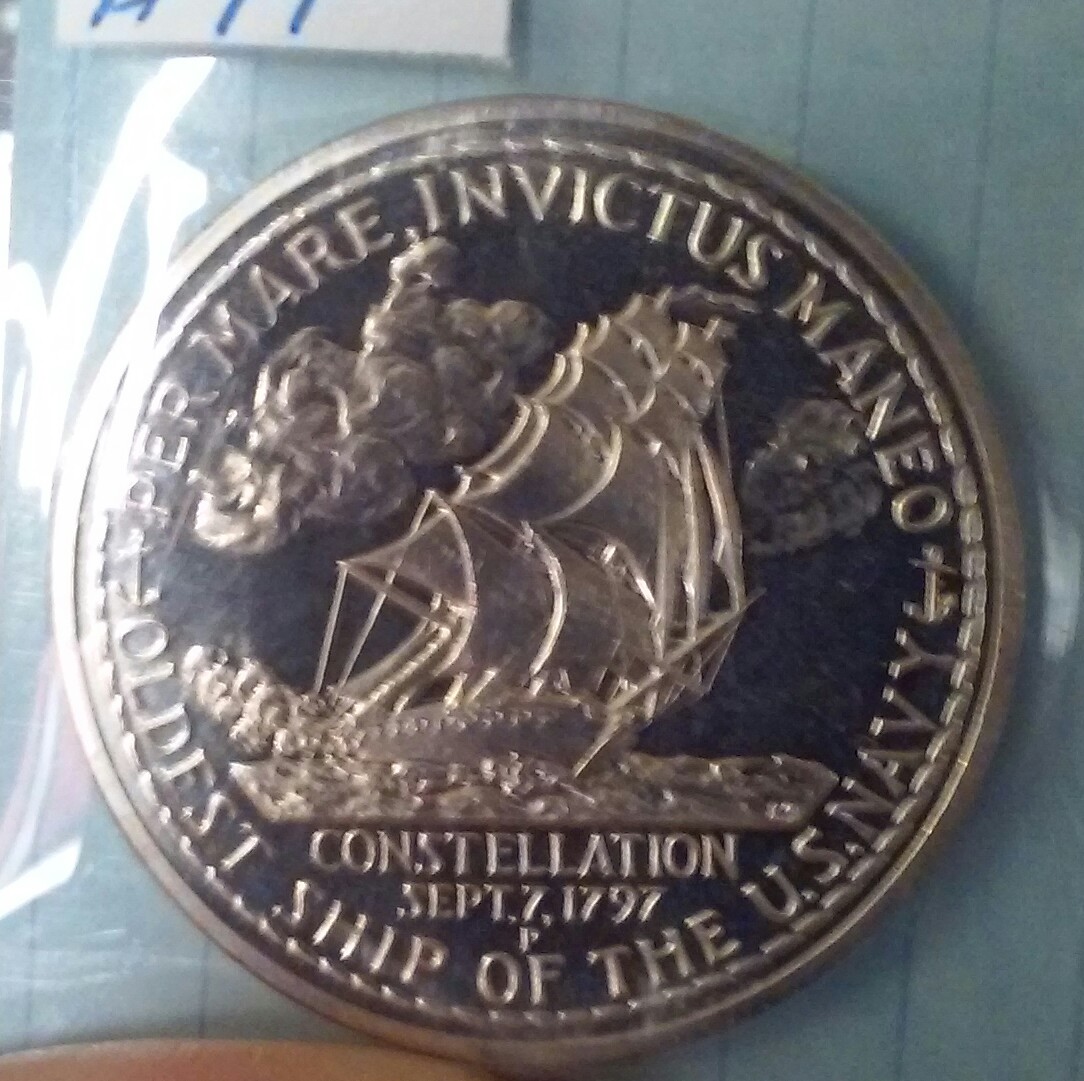 PER MARE, INVICTUS MANEO
CONSTELLATION
SEPT. 7, 1797
P
OLDEST SHIP OF THE U.S. NAVY